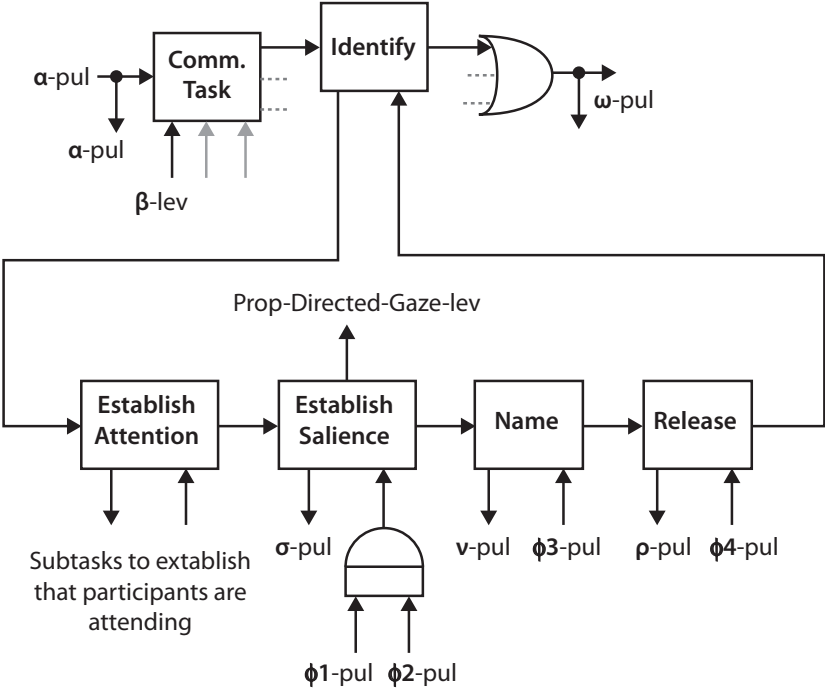 α-pul
Comm.
Task
Identify
ω-pul
α-pul
β-lev
Prop-Directed-Gaze-lev
Establish
Attention
Establish
Salience
Name
Release
Subtasks to extablish
that participants are
attending
σ-pul
ν-pul
ϕ3-pul
ρ-pul
ϕ4-pul
ϕ1-pul
ϕ2-pul